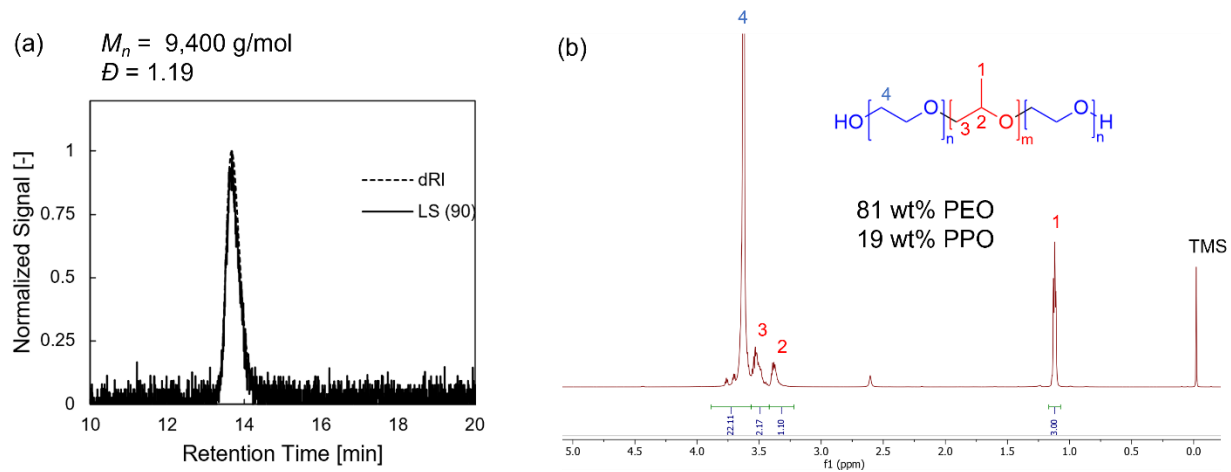 (a)
Mn = 9,400 g/mol
Đ = 1.19
Normalized Signal [-]
1
0.75
0.5
0.25
0
10
12
14
16
18
20
Retention Time [min]
dRI
LS (90)
(b)
4
1
4
HO
O
3
2
O
O
H
n
m
n
81 wt% PEO
19 wt% PPO
3
2
1
TMS
22.11
2.17
1.10
3.00
5.0
4.5
4.0
3.5
3.0
2.5
2.0
1.5
1.0
0.5
0.0
f1 (ppm)